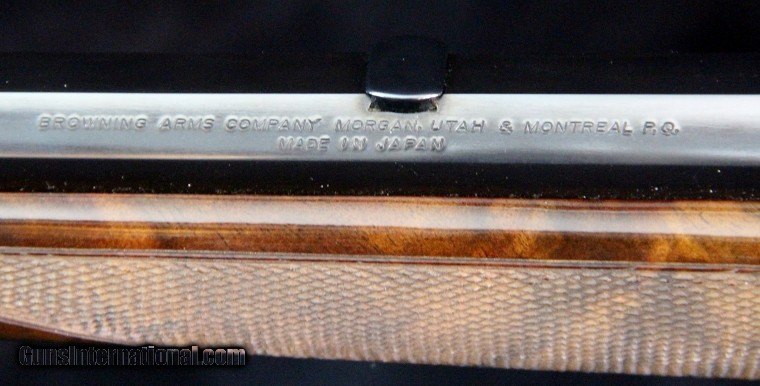 BROWNING ARMS COMPANY MORGAN, UTAH & MONTREAL P.Q.
MADE IN JAPAN
GunsInternational.com